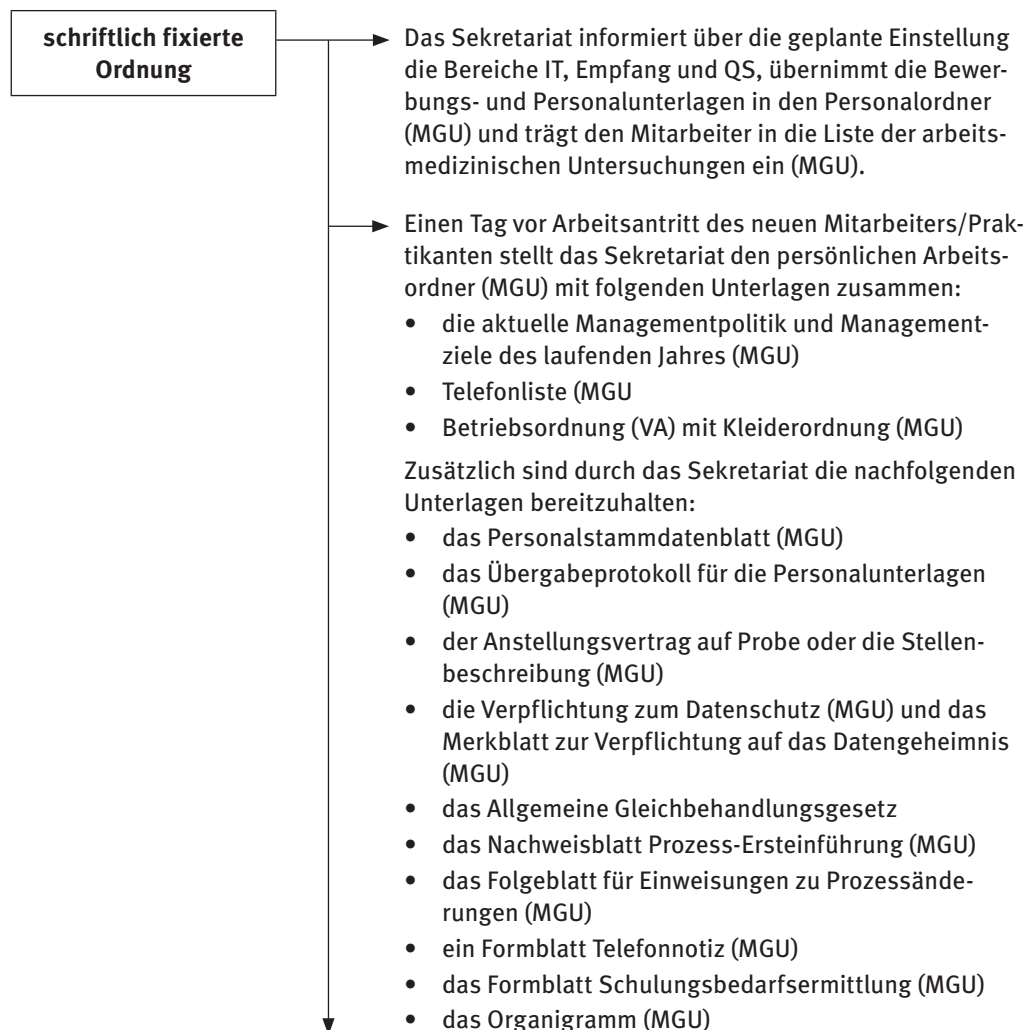 schriftlich fixierte
Ordnung
Das Sekretariat informiert über die geplante Einstellung
die Bereiche IT, Empfang und QS, übernimmt die Bewer-
bungs- und Personalunterlagen in den Personalordner
(MGU) und trägt den Mitarbeiter in die Liste der arbeits-
medizinischen Untersuchungen ein (MGU).
Einen Tag vor Arbeitsantritt des neuen Mitarbeiters/Prak-
tikanten stellt das Sekretariat den persönlichen Arbeits-
ordner (MGU) mit folgenden Unterlagen zusammen:
• die aktuelle Managementpolitik und Management-
ziele des laufenden Jahres (MGU)
• Telefonliste (MGU
• Betriebsordnung (VA) mit Kleiderordnung (MGU)
Zusätzlich sind durch das Sekretariat die nachfolgenden
Unterlagen bereitzuhalten:
• das Personalstammdatenblatt (MGU)
• das Übergabeprotokoll für die Personalunterlagen
(MGU)
• der Anstellungsvertrag auf Probe oder die Stellen-
beschreibung (MGU)
• die Verpflichtung zum Datenschutz (MGU) und das
Merkblatt zur Verpflichtung auf das Datengeheimnis
(MGU)
• das Allgemeine Gleichbehandlungsgesetz
• das Nachweisblatt Prozess-Ersteinführung (MGU)
• das Folgeblatt für Einweisungen zu Prozessände-
rungen (MGU)
• ein Formblatt Telefonnotiz (MGU)
• das Formblatt Schulungsbedarfsermittlung (MGU)
• das Organigramm (MGU)